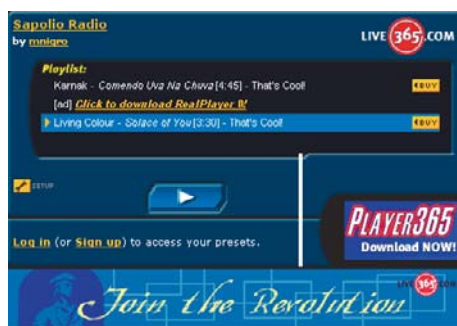 Sapolio Radio
by mnigro
LIVE 365.COM
Playlist:
Karnak - Comendo Uva Na Chuva [4:45] - That's Cool!
BUY
[ad] Click to download RealPlayer 8!
Living Colour - Solace of You [3:30] - That's Cool!
BUY
SETUP
PLAYER365
Download NOW!
Log in (or Sign up) to access your presets.
LIVE 365.COM
Join the Revolution